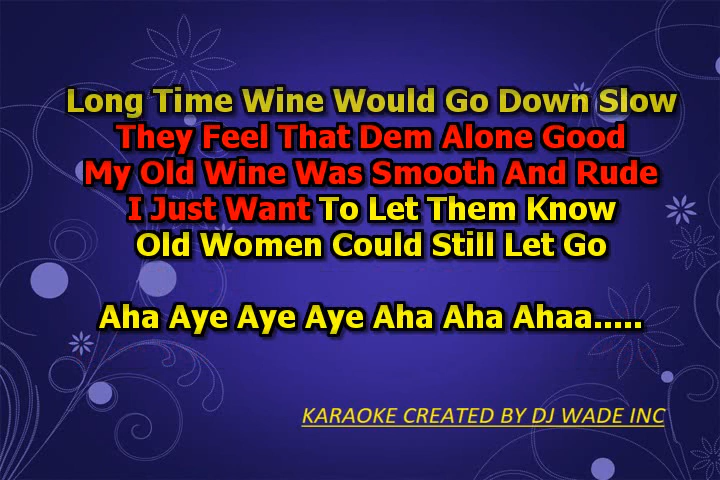 Long Time Wine Would Go Down Slow
They Feel That Dem Alone Good
My Old Wine Was Smooth And Rude
I Just Want To Let Them Know
Old Women Could Still Let Go
Aha Aye Aye Aye Aha Aha Ahaa.....
KARAOKE CREATED BY DJ WADE INC